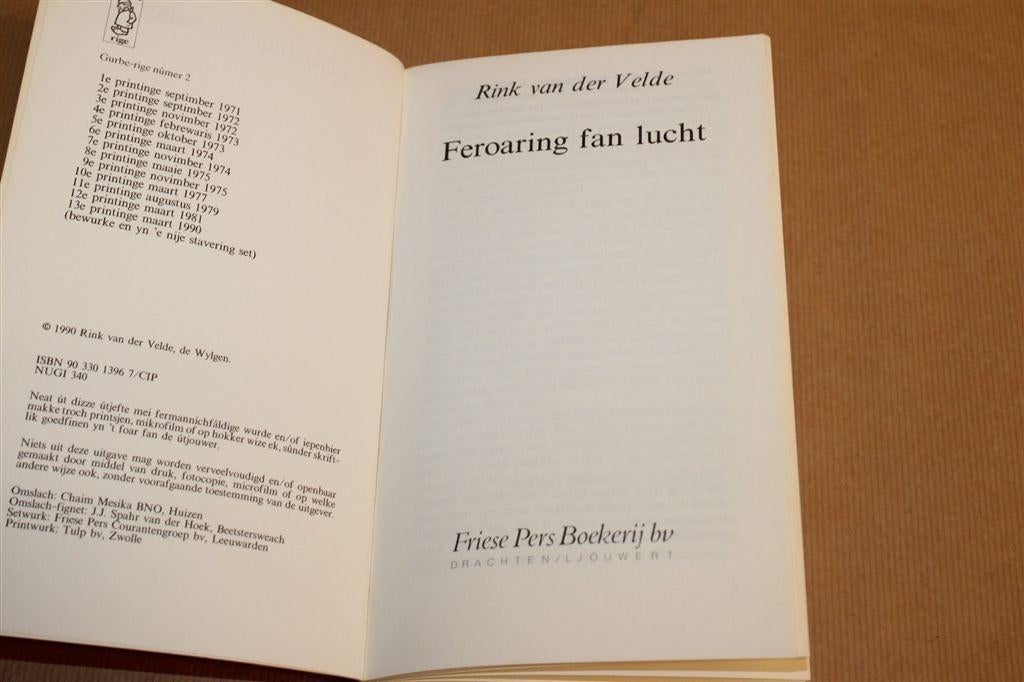 rige
Gurbe-rige nûmer 2
1e printinge septimber 1971
2e printinge septimber 1972
3e printinge novimber 1972
4e printinge febrewaris 1973
5e printinge oktober 1973
6e printinge maart 1974
7e printinge novimber 1974
8e printinge maaie 1975
9e printinge novimber 1975
10e printinge maart 1977
11e printinge augustus 1979
12e printinge maart 1981
13e printinge maart 1990
(bewurke en yn 'e nije stavering set)
© 1990 Rink van der Velde, de Wylgen.
ISBN 90 330 1396 7/CIP
NUGI 340
Neat út dizze útjefte mei fermannichfâldige wurde en/of iepenbier
makke troch printsjen, mikrofilm of op hokker wize ek, sûnder skrift-
lik goedfinen yn 't foar fan de útjouwer.
Niets uit deze uitgave mag worden verveelvoudigd en/of openbaar
gemaakt door middel van druk, fotocopie, microfilm of op welke
andere wijze ook, zonder voorafgaande toestemming van de uitgever.
Omslach: Chaim Mesika BNO, Huizen
Omslach-fignet: J.J. Spahr van der Hoek, Beetstersweach
Setwurk: Friese Pers Courantengroep bv, Leeuwarden
Printwurk: Tulp bv, Zwolle
Rink van der Velde
Feroaring fan lucht
Friese Pers Boekerij bv
DRACHTEN/LJOUWERT